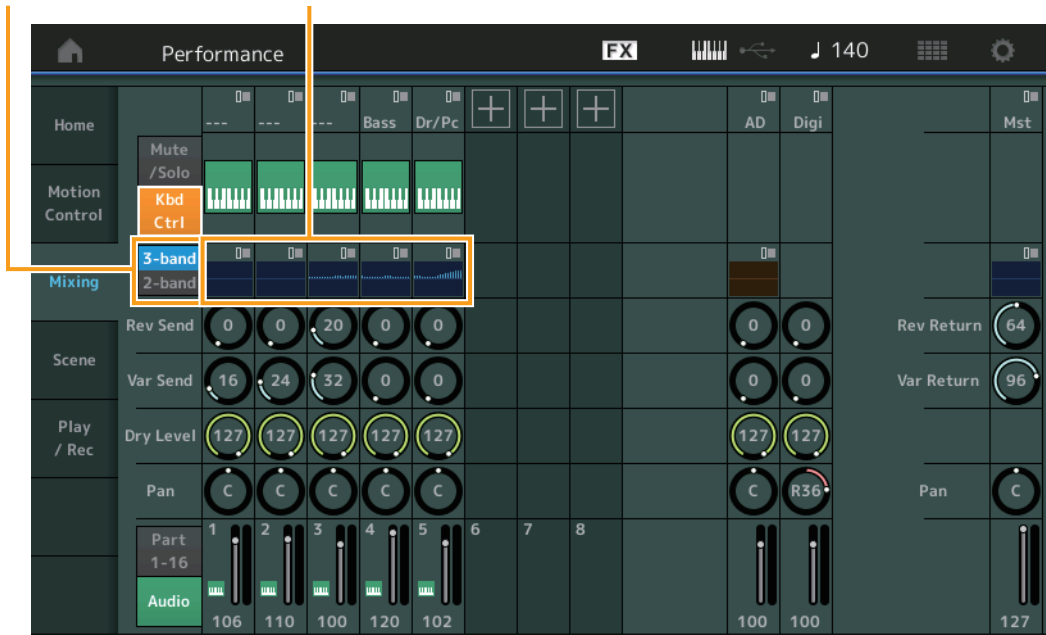 Performance
FX
140
Home
Motion
Control
Mixing
Scene
Play
/ Rec
--- --- --- Bass Dr/Pc AD Digi Mst
Mute
/Solo
Kbd
Ctrl
3-band
2-band
Rev Send 0 0 20 0 0 0 0 Rev Return 64
Var Send 16 24 32 0 0 0 0 Var Return 96
Dry Level 127 127 127 127 127 127 127
Pan C C C C C C R36 Pan C
Part
1-16
Audio
1 2 3 4 5 6 7 8
106 110 100 120 102 100 100 127